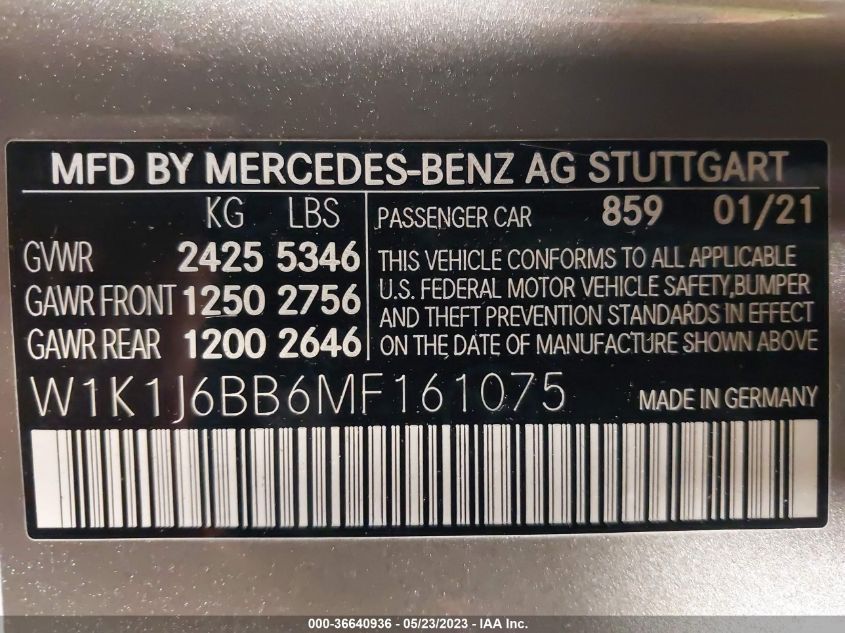 MFD BY MERCEDES-BENZ AG STUTTGART
KG LBS
GVWR 2425 5346
GAWR FRONT 1250 2756
GAWR REAR 1200 2646
PASSENGER CAR 859 01/21
THIS VEHICLE CONFORMS TO ALL APPLICABLE
U.S. FEDERAL MOTOR VEHICLE SAFETY,BUMPER
AND THEFT PREVENTION STANDARDS IN EFFECT
ON THE DATE OF MANUFACTURE SHOWN ABOVE
W1K1J6BB6MF161075 MADE IN GERMANY
000-36640936 - 05/23/2023 - IAA Inc.